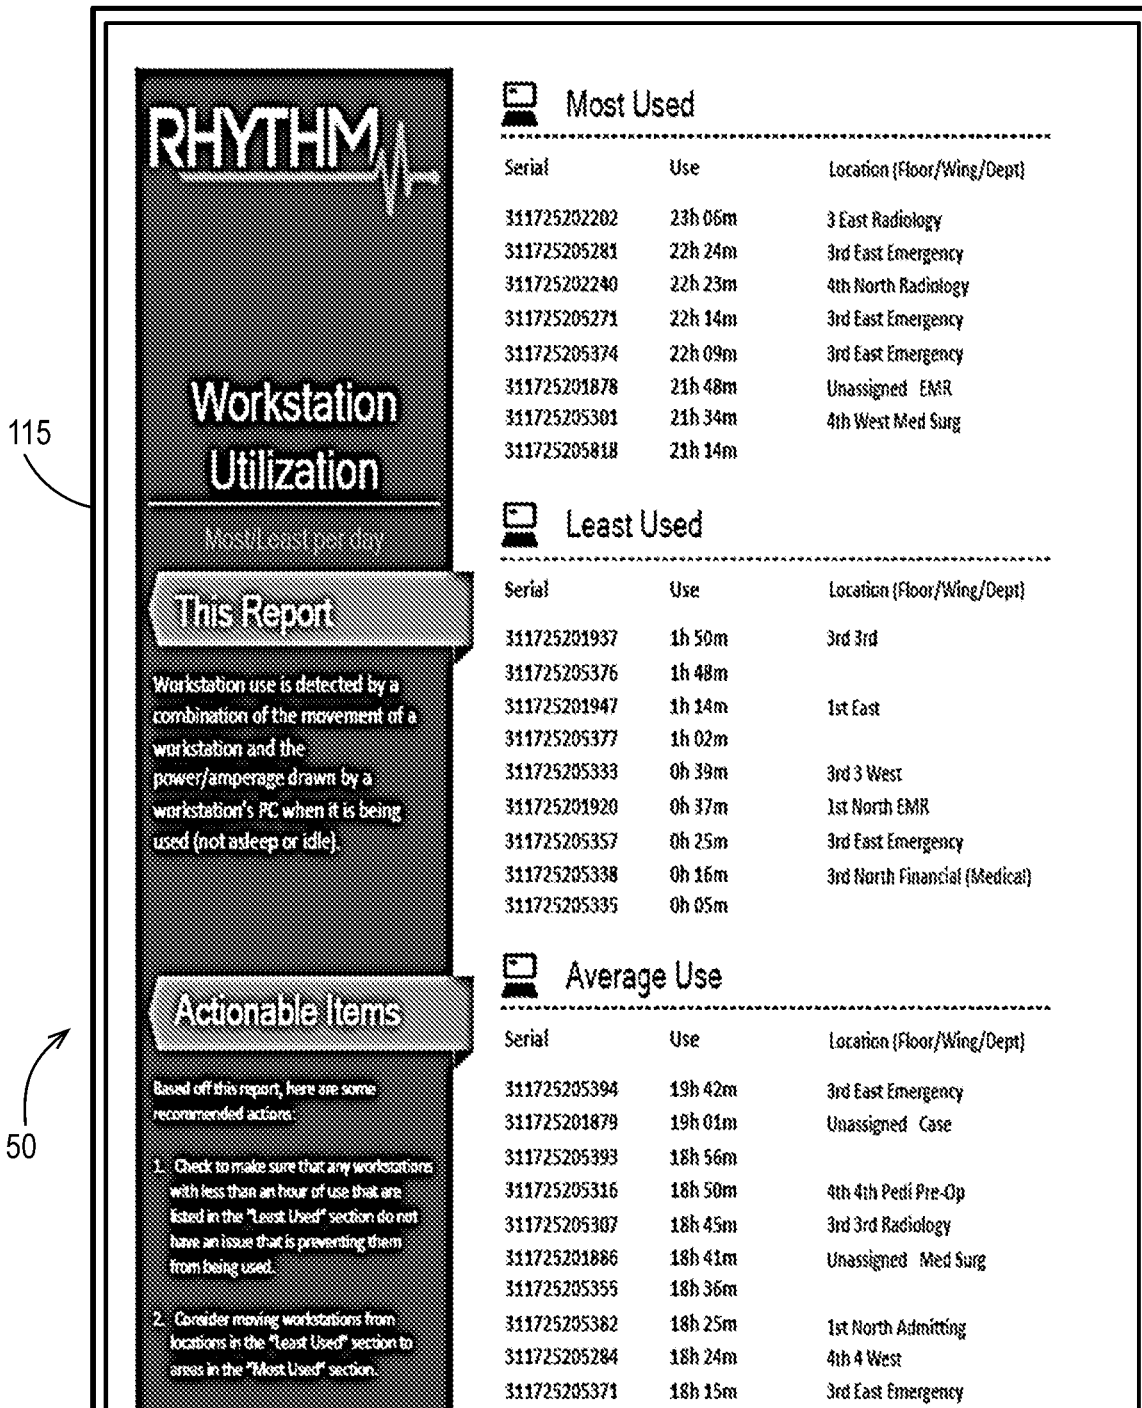 RHYTHM
Workstation
Utilization
Most/Least per day
This Report
Workstation use is detected by a
combination of the movement of a
workstation and the
power/amperage drawn by a
workstation's PC when it is being
used (not asleep or idle).
Actionable Items
Based off this report, here are some
recommended actions:
1. Check to make sure that any workstations
with less than an hour of use that are
listed in the "Least Used" section do not
have an issue that is preventing them
from being used.
2. Consider moving workstations from
locations in the "Least Used" section to
areas in the "Most Used" section.
Most Used
Serial Use Location (Floor/Wing/Dept)
311725202202 23h 06m 3 East Radiology
311725205281 22h 24m 3rd East Emergency
311725202240 22h 23m 4th North Radiology
311725205271 22h 14m 3rd East Emergency
311725205374 22h 09m 3rd East Emergency
311725201878 21h 48m Unassigned EMR
311725205301 21h 34m 4th West Med Surg
311725205818 21h 14m
Least Used
Serial Use Location (Floor/Wing/Dept)
311725201937 1h 50m 3rd 3rd
311725205376 1h 48m
311725201947 1h 14m 1st East
311725205377 1h 02m
311725205333 0h 39m 3rd 3 West
311725201920 0h 37m 1st North EMR
311725205357 0h 25m 3rd East Emergency
311725205338 0h 16m 3rd North Financial (Medical)
311725205335 0h 05m
Average Use
Serial Use Location (Floor/Wing/Dept)
311725205394 19h 42m 3rd East Emergency
311725201879 19h 01m Unassigned Case
311725205393 18h 56m
311725205316 18h 50m 4th 4th Pedi Pre-Op
311725205307 18h 45m 3rd 3rd Radiology
311725201886 18h 41m Unassigned Med Surg
311725205355 18h 36m
311725205382 18h 25m 1st North Admitting
311725205284 18h 24m 4th 4 West
311725205371 18h 15m 3rd East Emergency
115
50